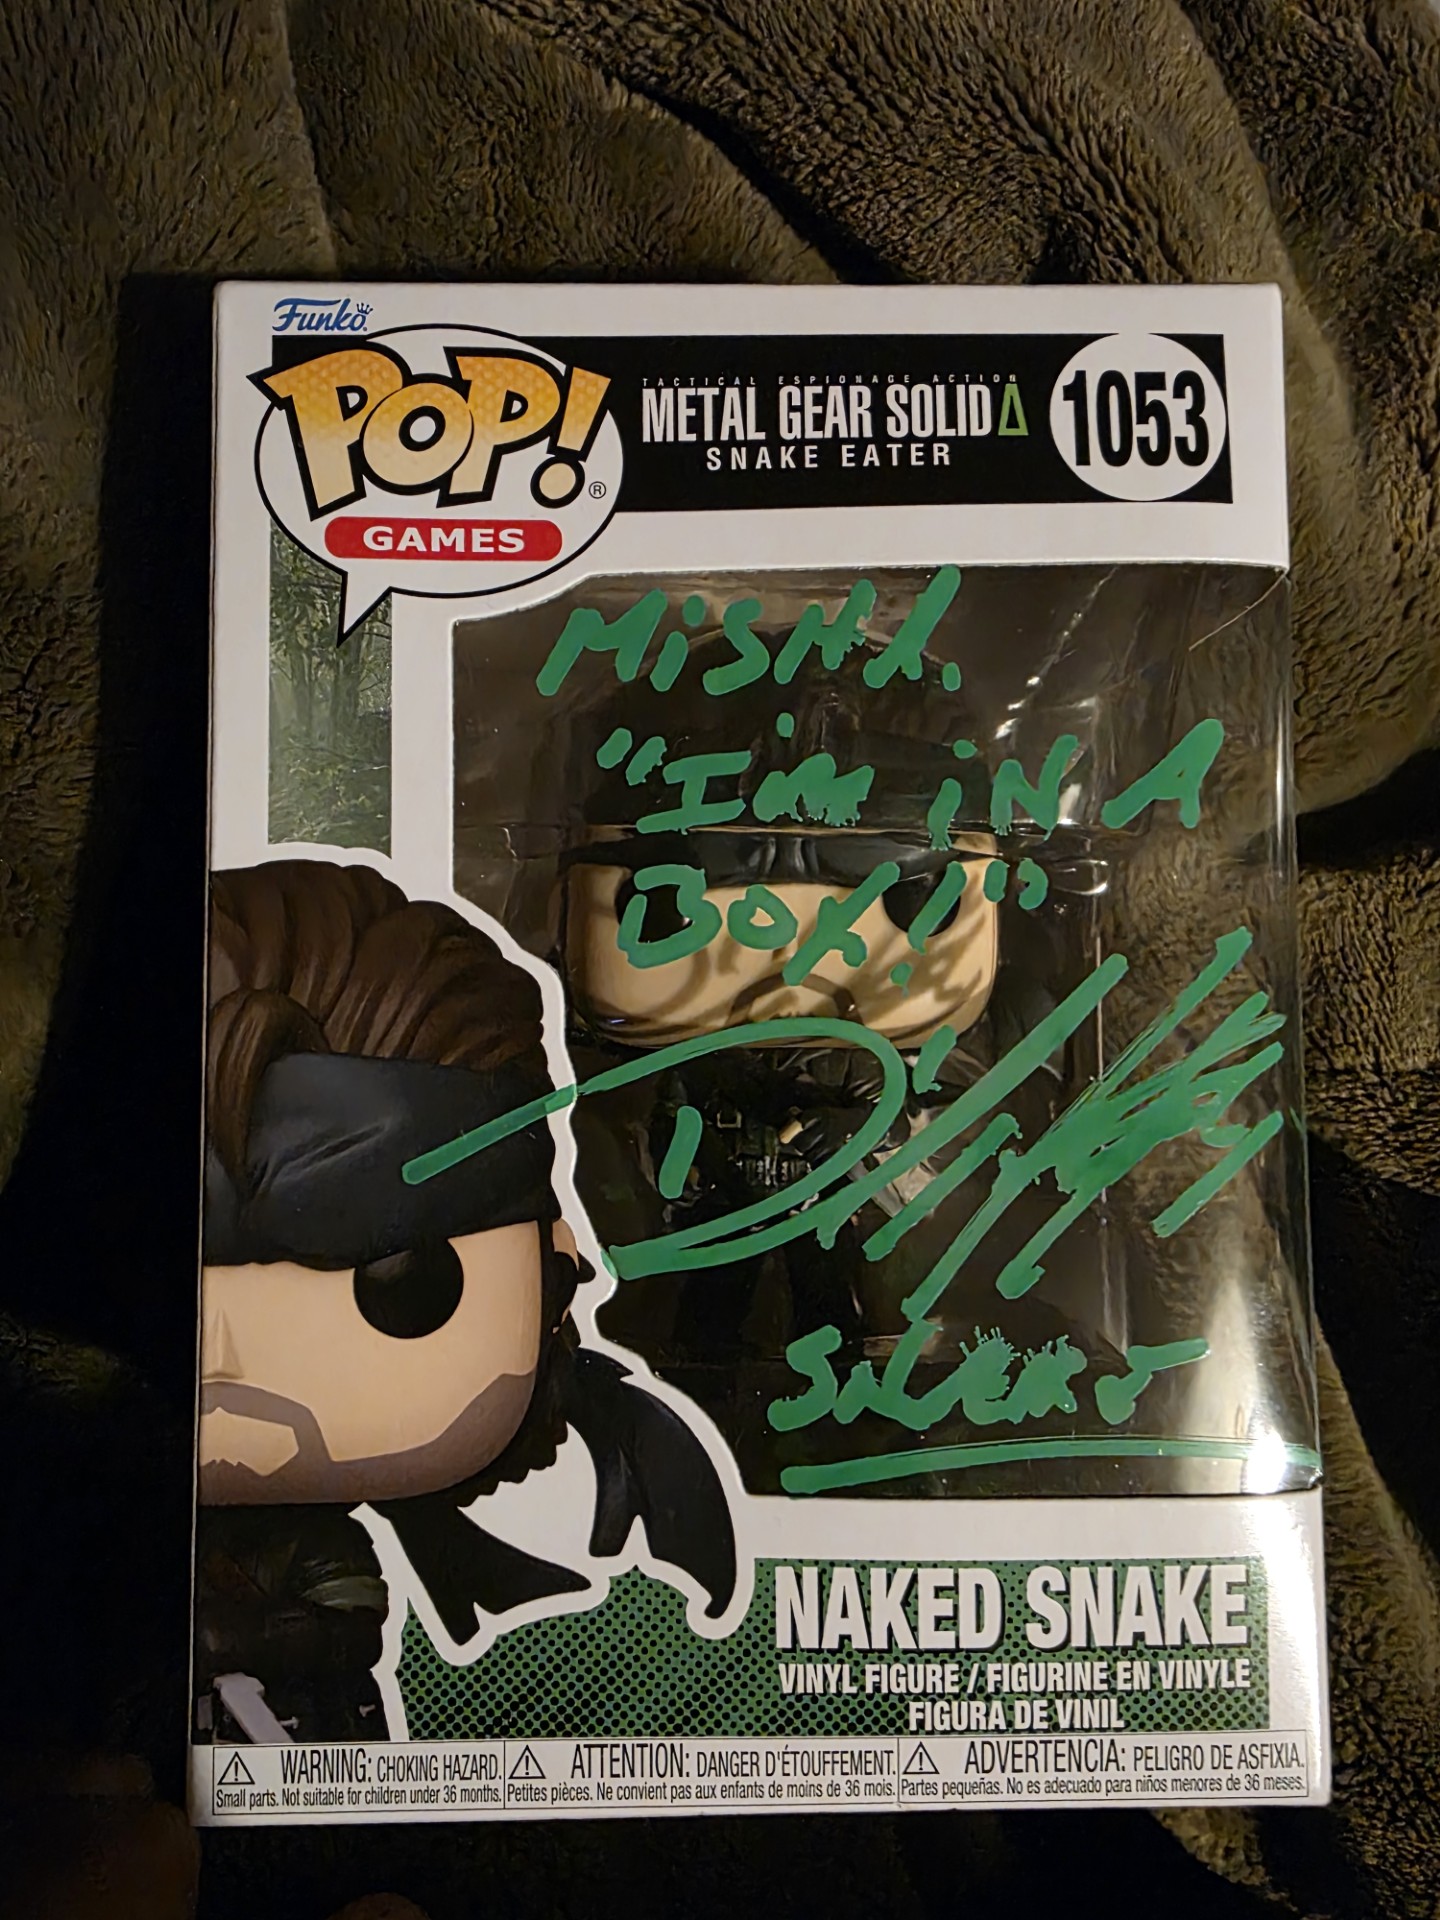 Funko
POP! ®
GAMES
TACTICAL ESPIONAGE ACTION
METAL GEAR SOLID Δ
SNAKE EATER
1053
MiSHA.
"I'm iN A
BOX!"
SNAKE
NAKED SNAKE
VINYL FIGURE / FIGURINE EN VINYLE
FIGURA DE VINIL
WARNING: CHOKING HAZARD.
Small parts. Not suitable for children under 36 months.
ATTENTION: DANGER D'ÉTOUFFEMENT.
Petites pièces. Ne convient pas aux enfants de moins de 36 mois.
ADVERTENCIA: PELIGRO DE ASFIXIA.
Partes pequeñas. No es adecuado para niños menores de 36 meses.